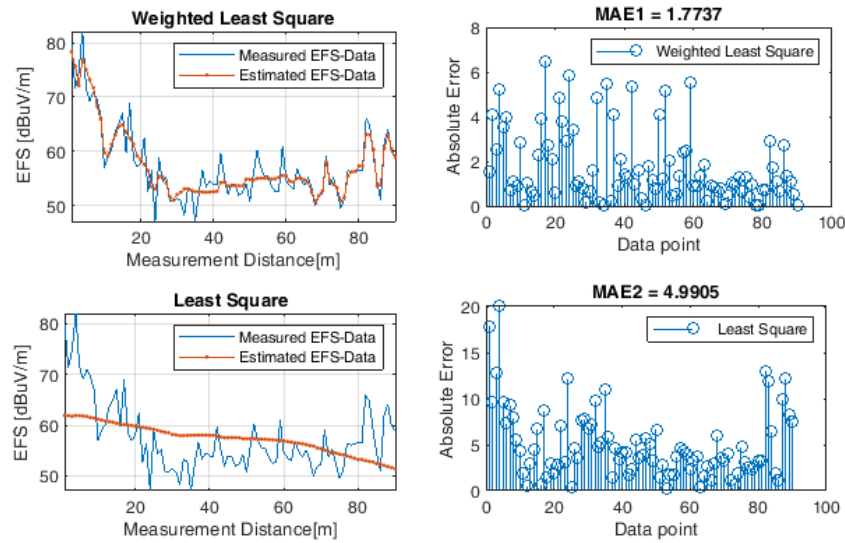 Weighted Least Square
EFS [dBuV/m]
80
70
60
50
Measured EFS-Data
Estimated EFS-Data
20
40
60
80
Measurement Distance[m]
MAE1 = 1.7737
Absolute Error
8
6
4
2
0
Weighted Least Square
0
20
40
60
80
100
Data point
Least Square
EFS [dBuV/m]
80
70
60
50
Measured EFS-Data
Estimated EFS-Data
20
40
60
80
Measurement Distance[m]
MAE2 = 4.9905
Absolute Error
20
15
10
5
0
Least Square
0
20
40
60
80
100
Data point